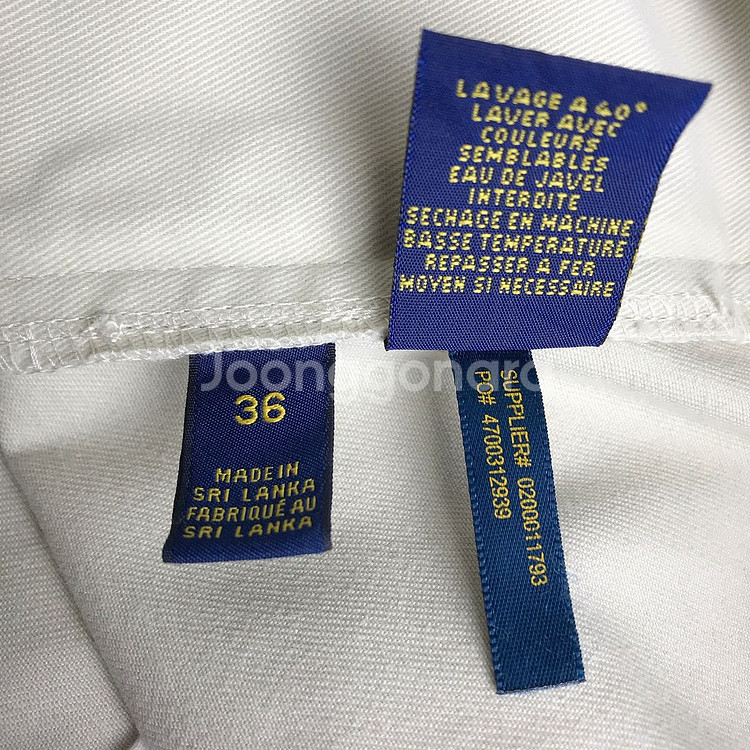 LAVAGE A 40°
LAVER AVEC
COULEURS
SEMBLABLES
EAU DE JAVEL
INTERDITE
SECHAGE EN MACHINE
BASSE TEMPERATURE
REPASSER A FER
MOYEN SI NECESSAIRE
Joongonara
36
MADE IN
SRI LANKA
FABRIQUÉ AU
SRI LANKA
SUPPLIER# 0200011793
PO# 4700312939